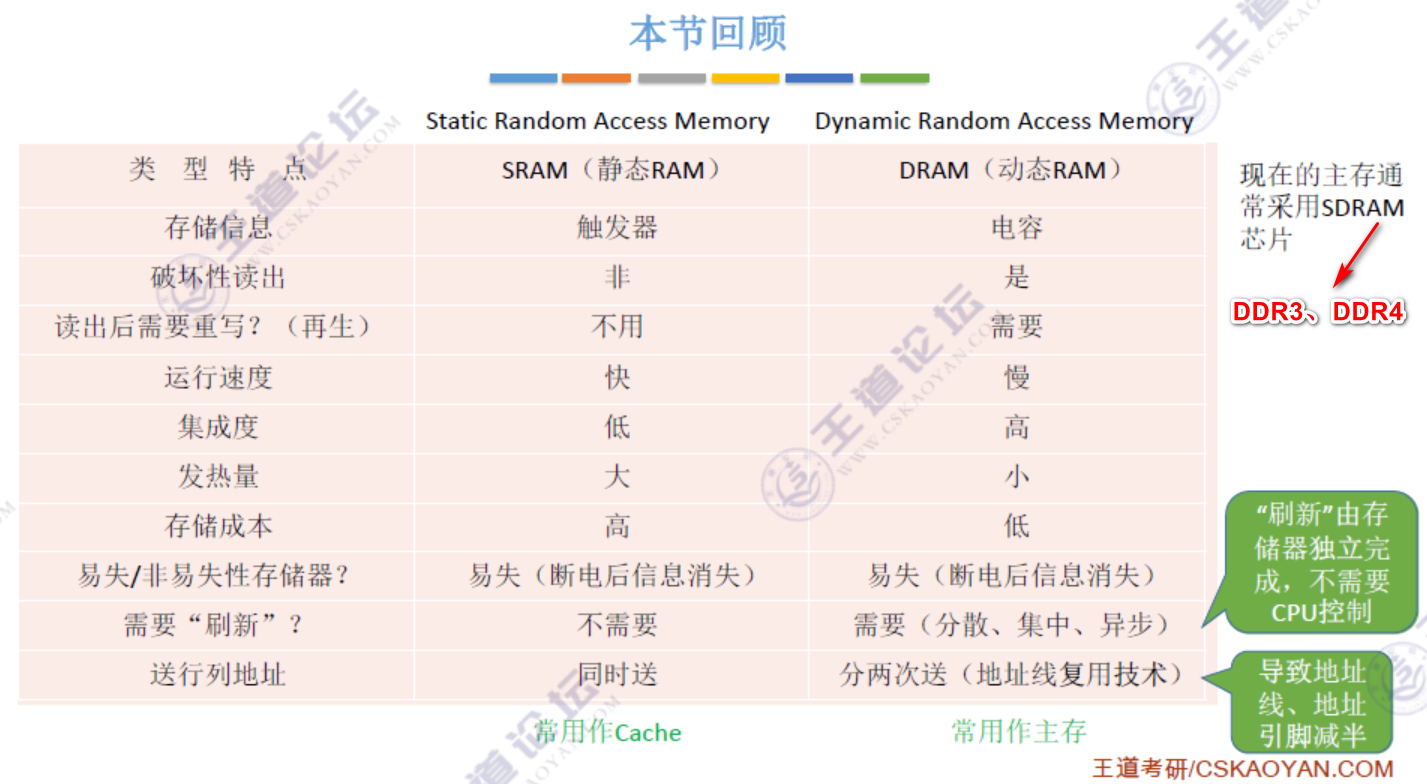 本节回顾
Static Random Access Memory Dynamic Random Access Memory
类 型 特 点 SRAM（静态RAM） DRAM（动态RAM）
存储信息 触发器 电容
破坏性读出 非 是
读出后需要重写？（再生） 不用 需要
运行速度 快 慢
集成度 低 高
发热量 大 小
存储成本 高 低
易失/非易失性存储器？ 易失（断电后信息消失） 易失（断电后信息消失）
需要“刷新”？ 不需要 需要（分散、集中、异步）
送行列地址 同时送 分两次送（地址线复用技术）
常用作Cache 常用作主存
现在的主存通
常采用SDRAM
芯片
DDR3、DDR4
“刷新”由存
储器独立完
成，不需要
CPU控制
导致地址
线、地址
引脚减半
王道考研/CSKAOYAN.COM
王道论坛
WWW.CSKAOYAN.COM